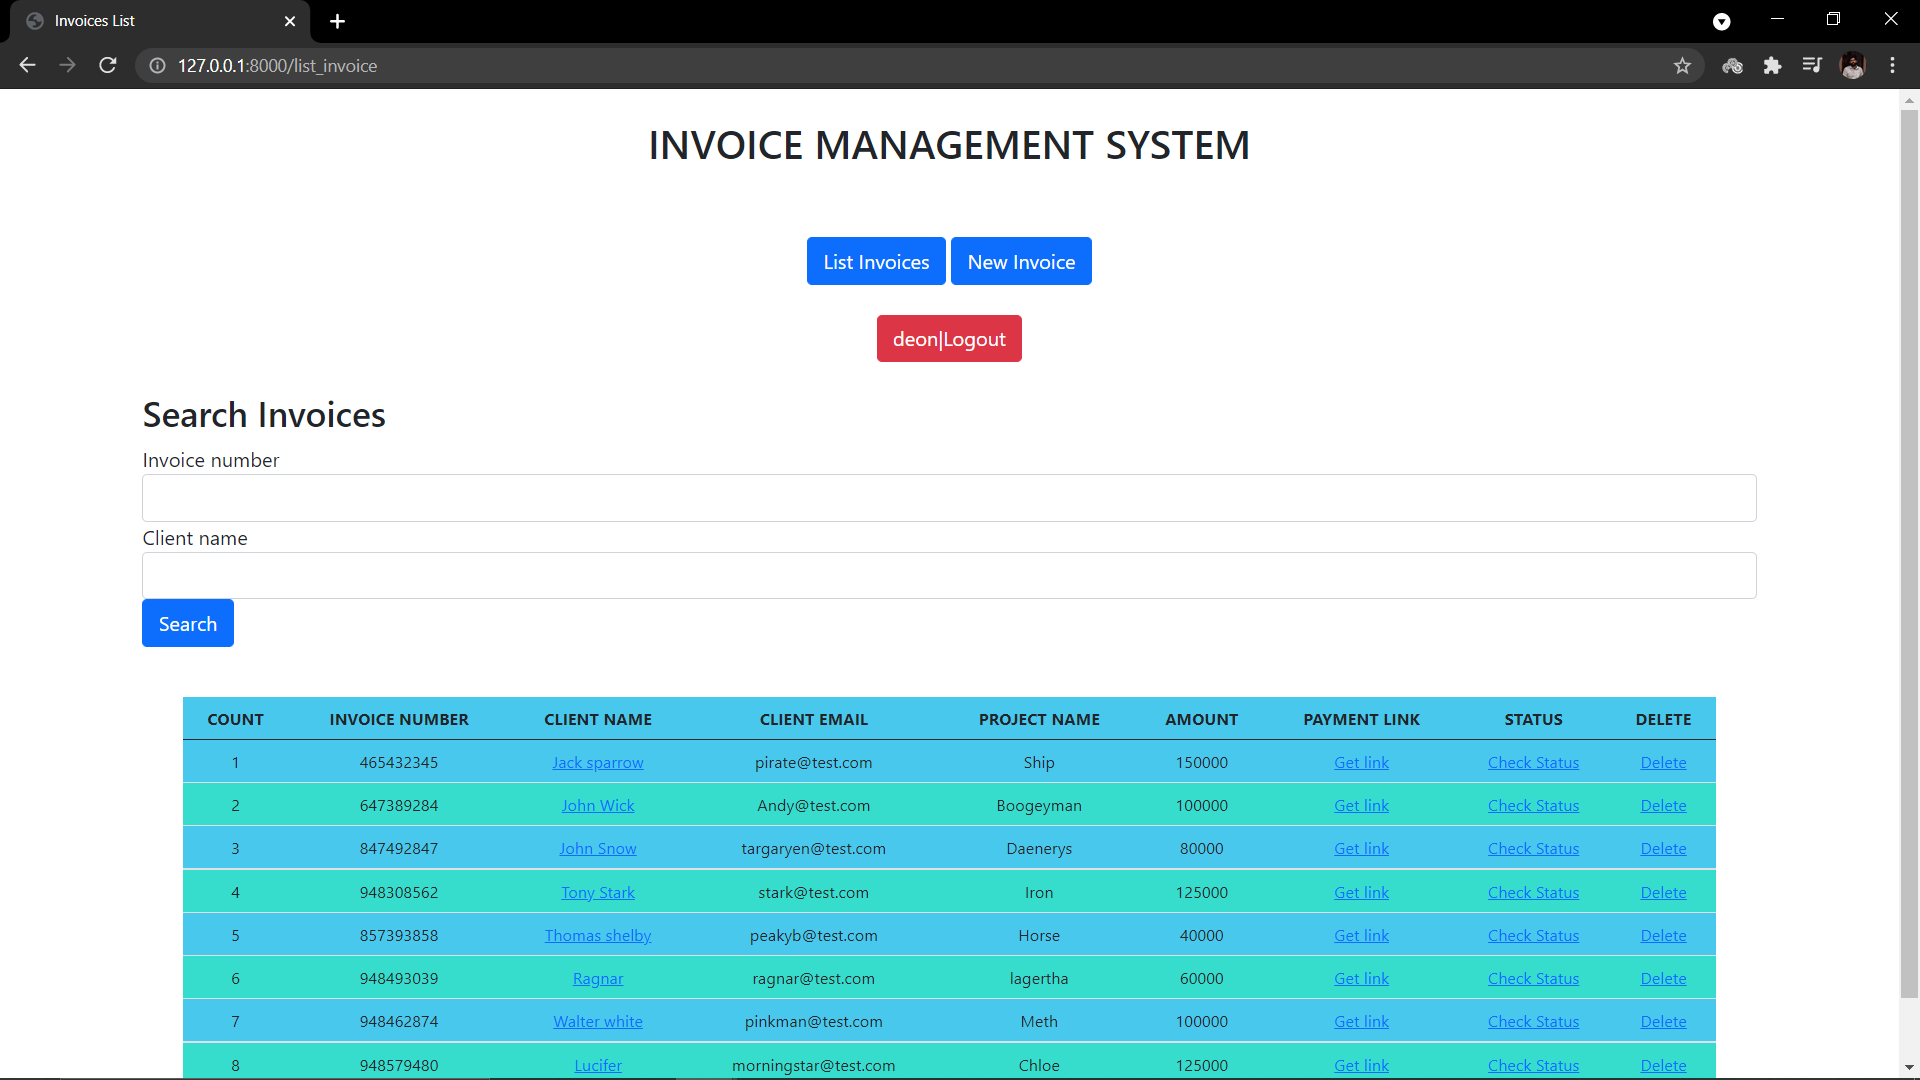 Invoices List
127.0.0.1:8000/list_invoice
INVOICE MANAGEMENT SYSTEM
List Invoices New Invoice
deon|Logout
Search Invoices
Invoice number
Client name
Search
COUNT INVOICE NUMBER CLIENT NAME CLIENT EMAIL PROJECT NAME AMOUNT PAYMENT LINK STATUS DELETE
1 465432345 Jack sparrow pirate@test.com Ship 150000 Get link Check Status Delete
2 647389284 John Wick Andy@test.com Boogeyman 100000 Get link Check Status Delete
3 847492847 John Snow targaryen@test.com Daenerys 80000 Get link Check Status Delete
4 948308562 Tony Stark stark@test.com Iron 125000 Get link Check Status Delete
5 857393858 Thomas shelby peakyb@test.com Horse 40000 Get link Check Status Delete
6 948493039 Ragnar ragnar@test.com lagertha 60000 Get link Check Status Delete
7 948462874 Walter white pinkman@test.com Meth 100000 Get link Check Status Delete
8 948579480 Lucifer morningstar@test.com Chloe 125000 Get link Check Status Delete